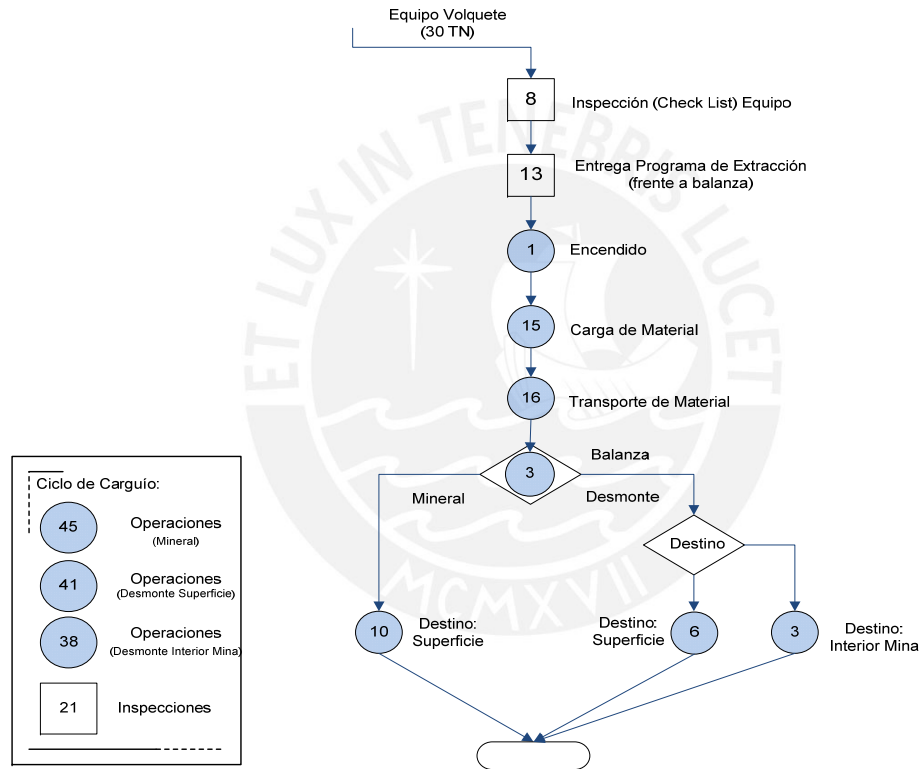 Equipo Volquete
(30 TN)
8
Inspección (Check List) Equipo
13
Entrega Programa de Extracción
(frente a balanza)
1
Encendido
15
Carga de Material
16
Transporte de Material
3
Balanza
Mineral
Desmonte
Destino
10
Destino:
Superficie
Destino:
Superficie
6
3
Destino:
Interior Mina
Ciclo de Carguío:
45
Operaciones
(Mineral)
41
Operaciones
(Desmonte Superficie)
38
Operaciones
(Desmonte Interior Mina)
21
Inspecciones
ET LUX IN TENEBRIS LUCET
MCMXVII